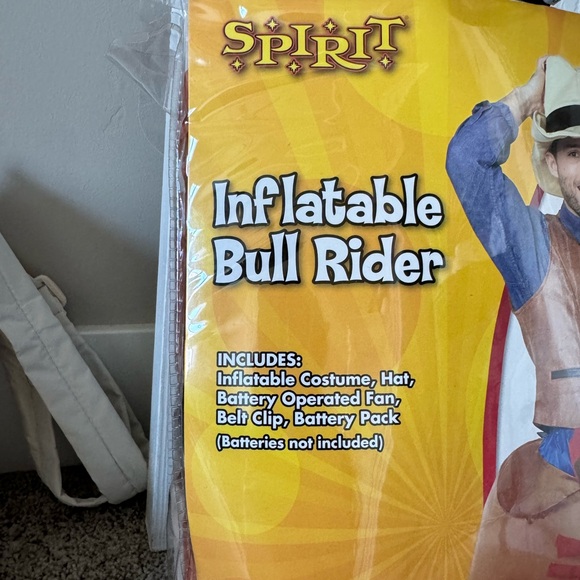 SPIRIT
Inflatable
Bull Rider
INCLUDES:
Inflatable Costume, Hat,
Battery Operated Fan,
Belt Clip, Battery Pack
(Batteries not included)